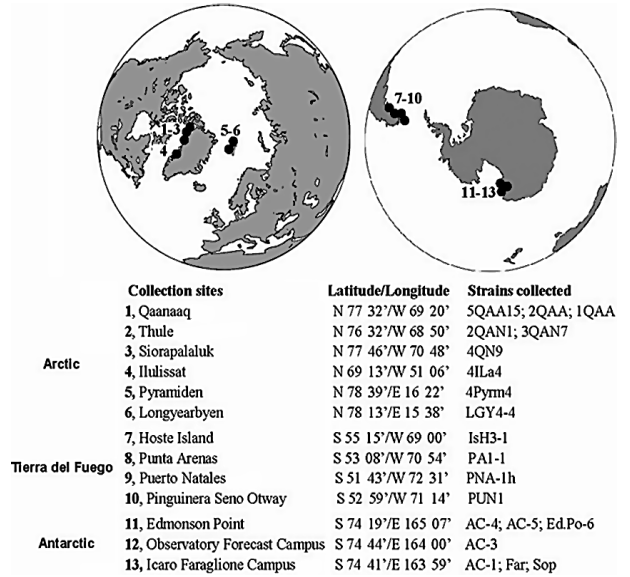 1-3
5-6
4
7-10
11-13
Collection sites Latitude/Longitude Strains collected
1, Qaanaaq N 77 32’/W 69 20’ 5QAA15; 2QAA; 1QAA
2, Thule N 76 32’/W 68 50’ 2QAN1; 3QAN7
3, Siorapalaluk N 77 46’/W 70 48’ 4QN9
Arctic
4, Ilulissat N 69 13’/W 51 06’ 4ILa4
5, Pyramiden N 78 39’/E 16 22’ 4Pyrm4
6, Longyearbyen N 78 13’/E 15 38’ LGY4-4
7, Hoste Island S 55 15’/W 69 00’ IsH3-1
8, Punta Arenas S 53 08’/W 70 54’ PA1-1
Tierra del Fuego
9, Puerto Natales S 51 43’/W 72 31’ PNA-1h
10, Pinguinera Seno Otway S 52 59’/W 71 14’ PUN1
11, Edmonson Point S 74 19’/E 165 07’ AC-4; AC-5; Ed.Po-6
Antarctic 12, Observatory Forecast Campus S 74 44’/E 164 00’ AC-3
13, Icaro Faraglione Campus S 74 41’/E 163 59’ AC-1; Far; Sop